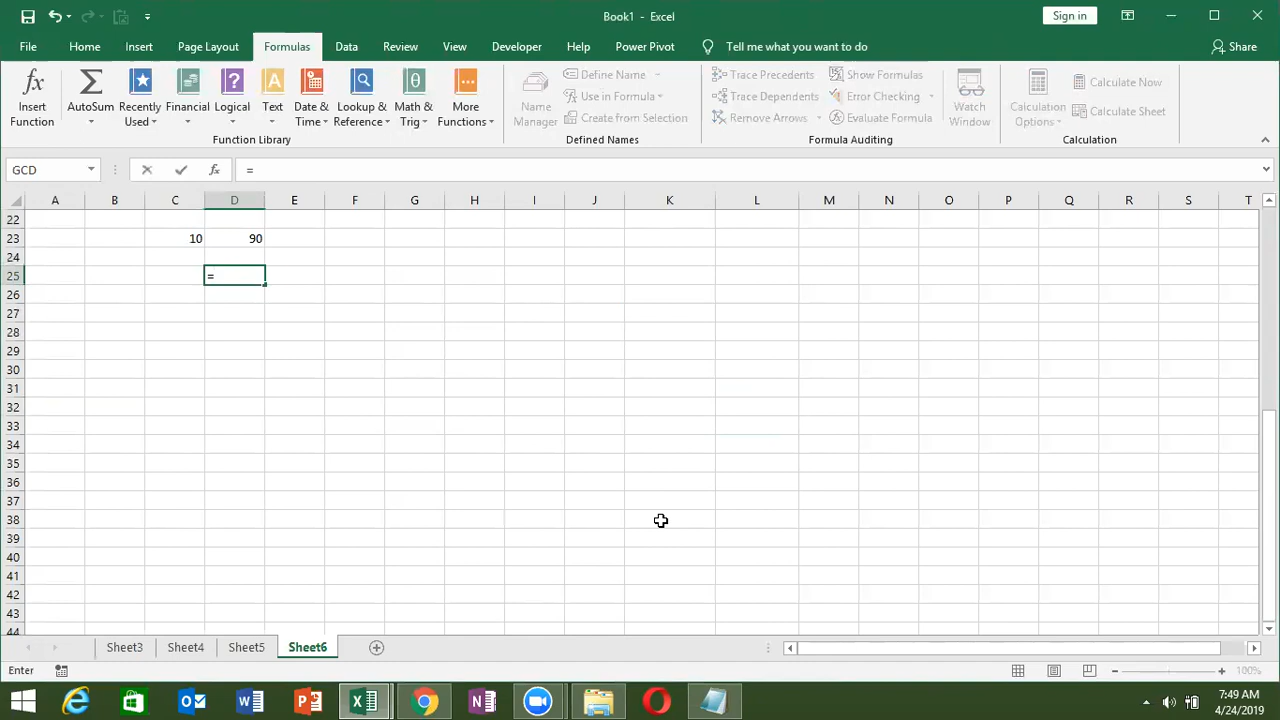 Book1 - Excel
Sign in
File Home Insert Page Layout Formulas Data Review View Developer Help Power Pivot Tell me what you want to do Share
Insert Function
AutoSum
Recently Used
Financial
Logical
Text
Date & Time
Lookup & Reference
Math & Trig
More Functions
Function Library
Name Manager
Define Name
Use in Formula
Create from Selection
Defined Names
Trace Precedents
Trace Dependents
Remove Arrows
Show Formulas
Error Checking
Evaluate Formula
Formula Auditing
Watch Window
Calculation Options
Calculate Now
Calculate Sheet
Calculation
GCD fx =
A B C D E F G H I J K L M N O P Q R S T
22
23 10 90
24
25 =
26
27
28
29
30
31
32
33
34
35
36
37
38
39
40
41
42
43
44
Sheet3 Sheet4 Sheet5 Sheet6
Enter 100%
7:49 AM
4/24/2019